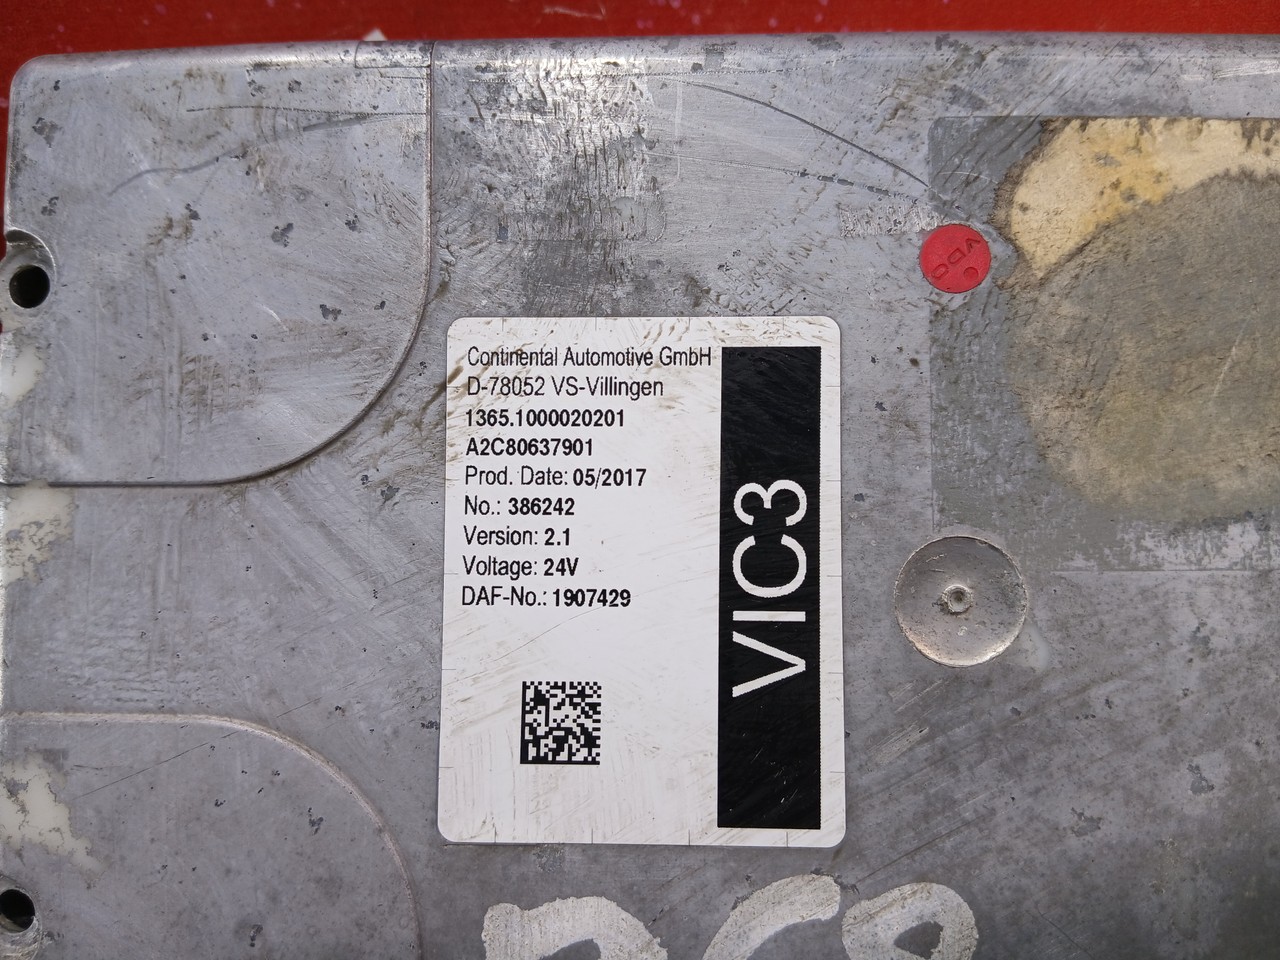 VDO
Continental Automotive GmbH
D-78052 VS-Villingen
1365.1000020201
A2C80637901
Prod. Date: 05/2017
No.: 386242
Version: 2.1
Voltage: 24V
DAF-No.: 1907429
VIC3